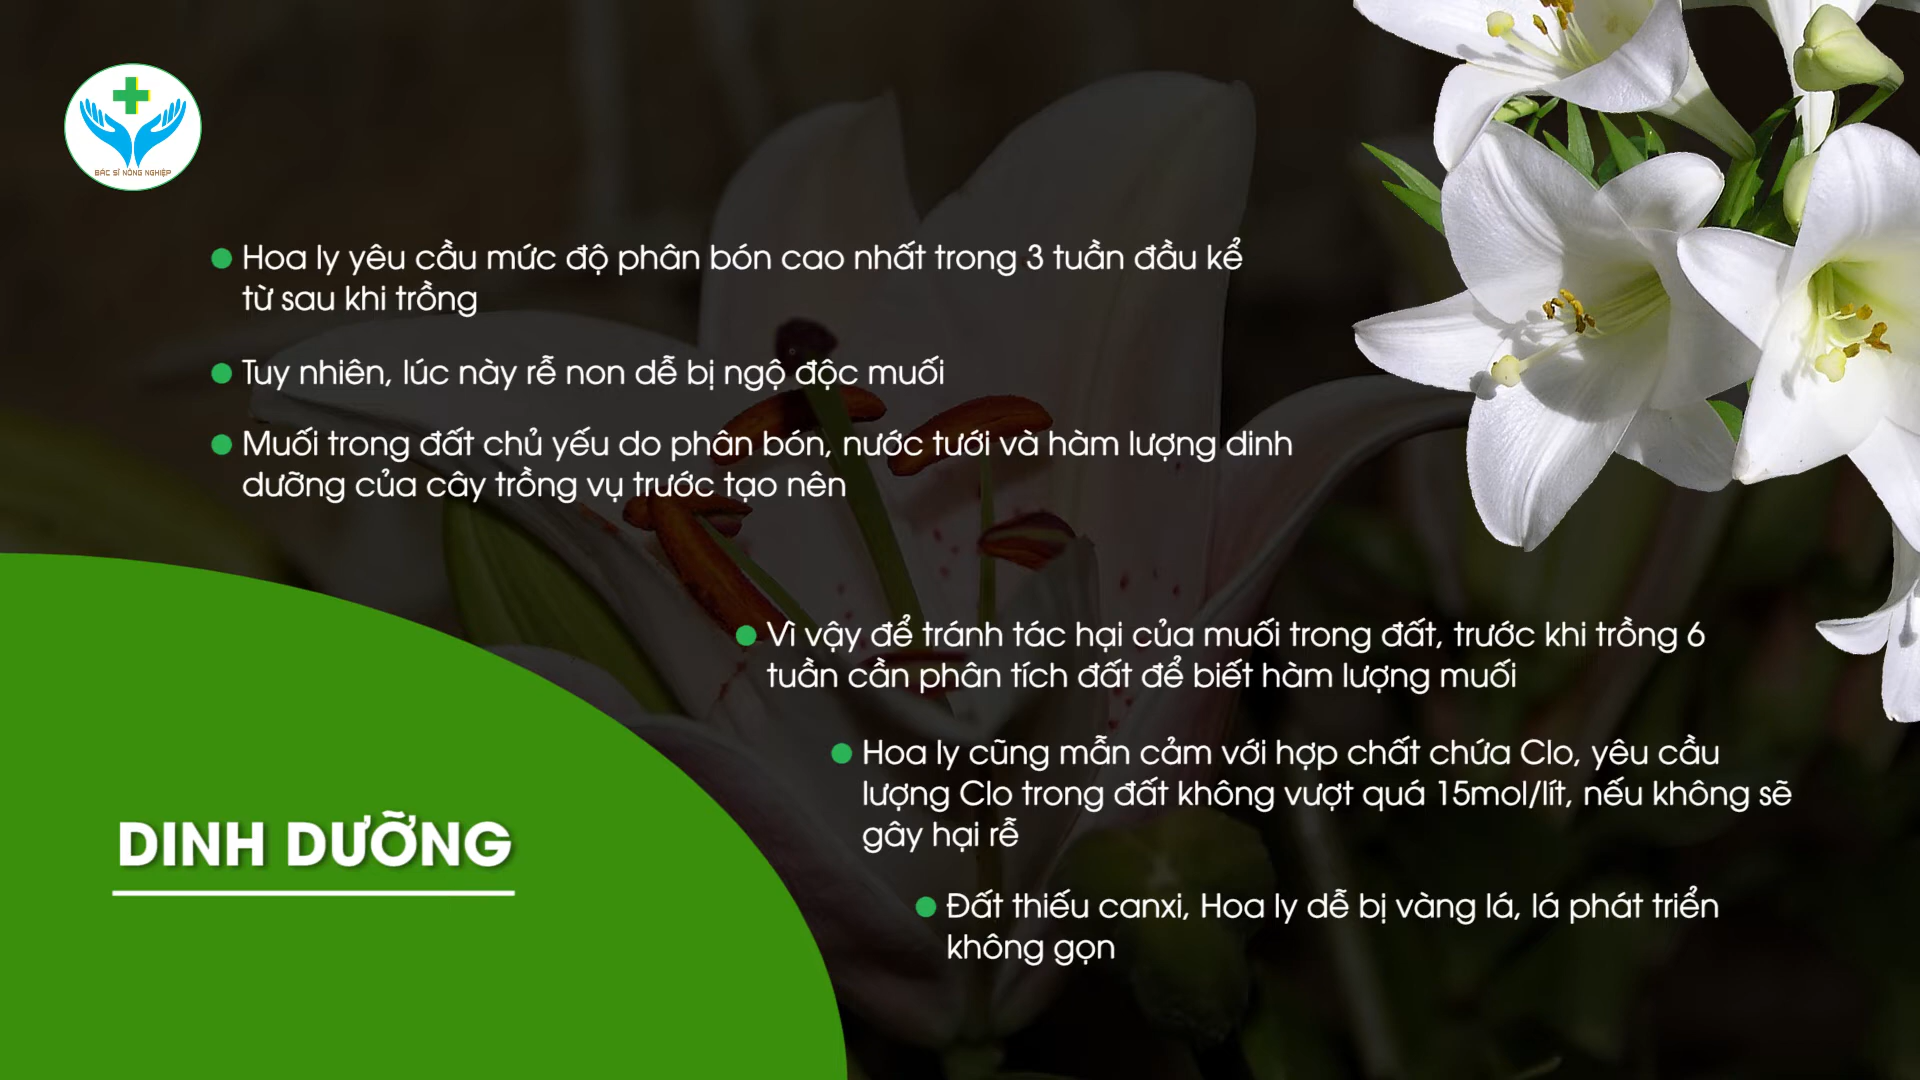 BÁC SĨ NÔNG NGHIỆP
Hoa ly yêu cầu mức độ phân bón cao nhất trong 3 tuần đầu kể
từ sau khi trồng
Tuy nhiên, lúc này rễ non dễ bị ngộ độc muối
Muối trong đất chủ yếu do phân bón, nước tưới và hàm lượng dinh
dưỡng của cây trồng vụ trước tạo nên
Vì vậy để tránh tác hại của muối trong đất, trước khi trồng 6
tuần cần phân tích đất để biết hàm lượng muối
Hoa ly cũng mẫn cảm với hợp chất chứa Clo, yêu cầu
lượng Clo trong đất không vượt quá 15mol/lít, nếu không sẽ
gây hại rễ
DINH DƯỠNG
Đất thiếu canxi, Hoa ly dễ bị vàng lá, lá phát triển
không gọn